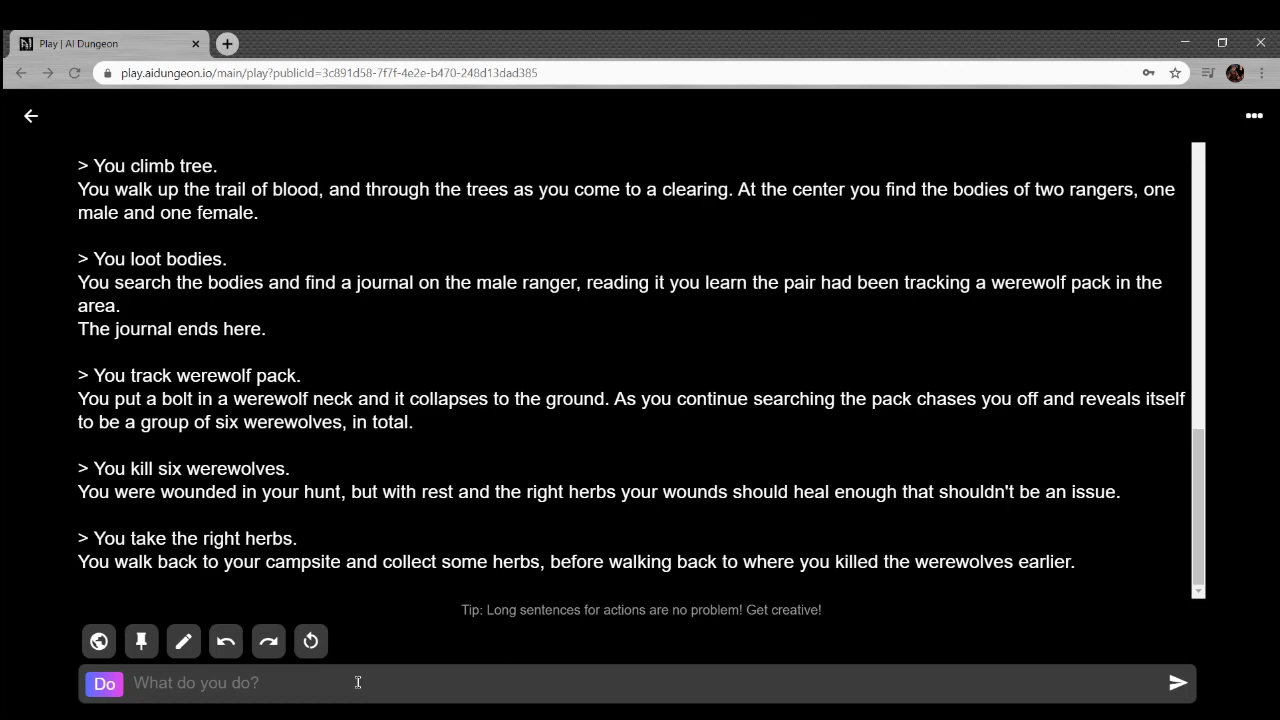 Play | AI Dungeon
play.aidungeon.io/main/play?publicId=3c891d58-7f7f-4e2e-b470-248d13dad385
> You climb tree.
You walk up the trail of blood, and through the trees as you come to a clearing. At the center you find the bodies of two rangers, one
male and one female.
> You loot bodies.
You search the bodies and find a journal on the male ranger, reading it you learn the pair had been tracking a werewolf pack in the
area.
The journal ends here.
> You track werewolf pack.
You put a bolt in a werewolf neck and it collapses to the ground. As you continue searching the pack chases you off and reveals itself
to be a group of six werewolves, in total.
> You kill six werewolves.
You were wounded in your hunt, but with rest and the right herbs your wounds should heal enough that shouldn't be an issue.
> You take the right herbs.
You walk back to your campsite and collect some herbs, before walking back to where you killed the werewolves earlier.
Tip: Long sentences for actions are no problem! Get creative!
Do What do you do?